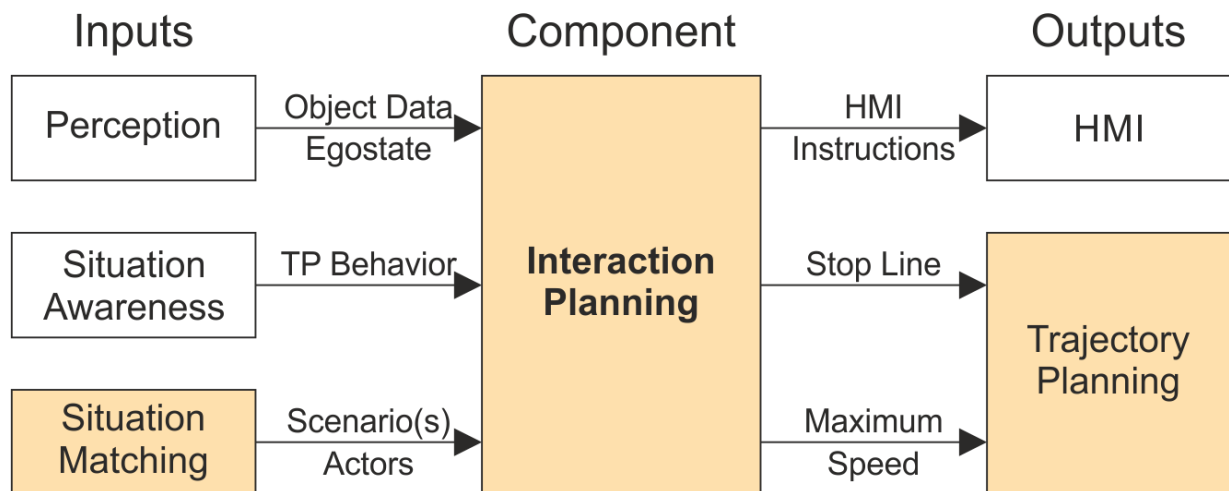 Inputs
Component
Outputs
Perception
Object Data
Egostate
HMI
Instructions
HMI
Situation
Awareness
TP Behavior
Interaction
Planning
Stop Line
Trajectory
Planning
Situation
Matching
Scenario(s)
Actors
Maximum
Speed